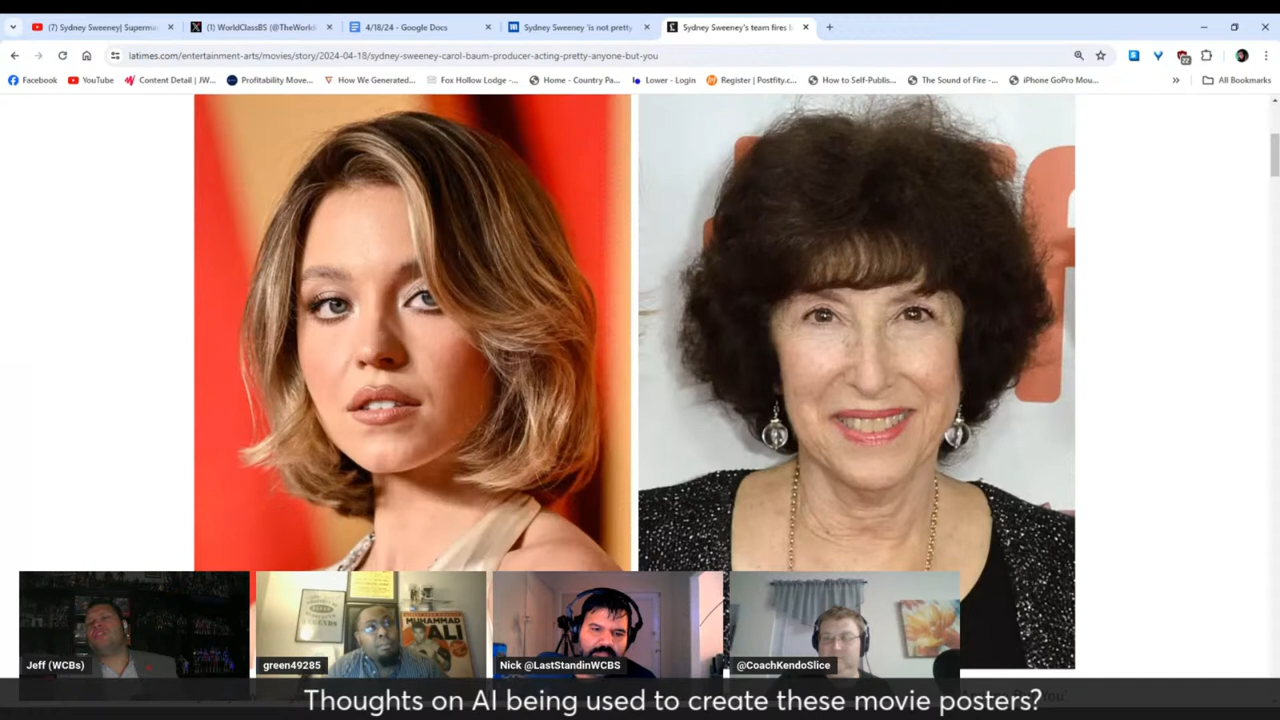 (7) Sydney Sweeney| Superma
(1) WorldClassBS (@TheWorld
4/18/24 - Google Docs
Sydney Sweeney 'is not pretty
Sydney Sweeney's team fires b
latimes.com/entertainment-arts/movies/story/2024-04-18/sydney-sweeney-carol-baum-producer-acting-pretty-anyone-but-you
22
Facebook
YouTube
Content Detail | JW...
Profitability Move...
How We Generated...
Fox Hollow Lodge -...
Home - Country Pa...
Lower - Login
Register | Postfity.c...
How to Self-Publis...
The Sound of Fire -...
iPhone GoPro Mou...
All Bookmarks
MUHAMMAD
ALI
LEGENDS
Jeff (WCBs)
green49285
Nick @LastStandinWCBS
@CoachKendoSlice
Thoughts on AI being used to create these movie posters?